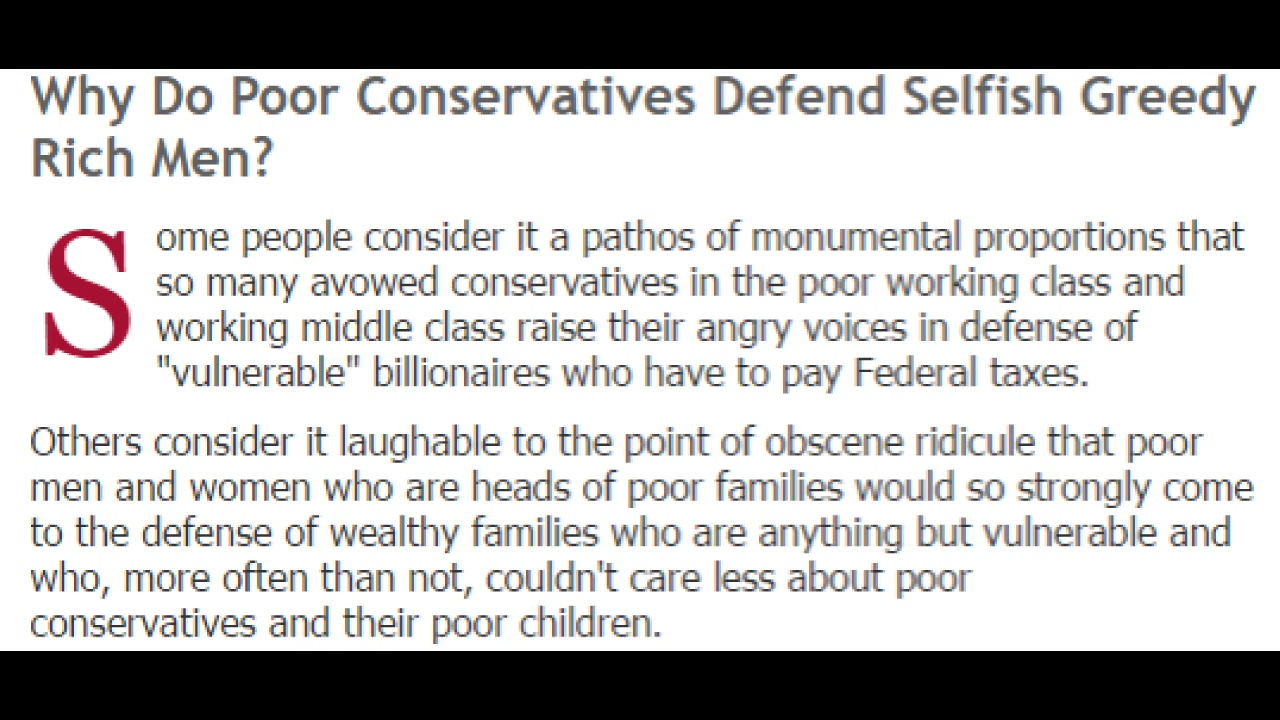 Why Do Poor Conservatives Defend Selfish Greedy
Rich Men?
Some people consider it a pathos of monumental proportions that
so many avowed conservatives in the poor working class and
working middle class raise their angry voices in defense of
"vulnerable" billionaires who have to pay Federal taxes.
Others consider it laughable to the point of obscene ridicule that poor
men and women who are heads of poor families would so strongly come
to the defense of wealthy families who are anything but vulnerable and
who, more often than not, couldn't care less about poor
conservatives and their poor children.